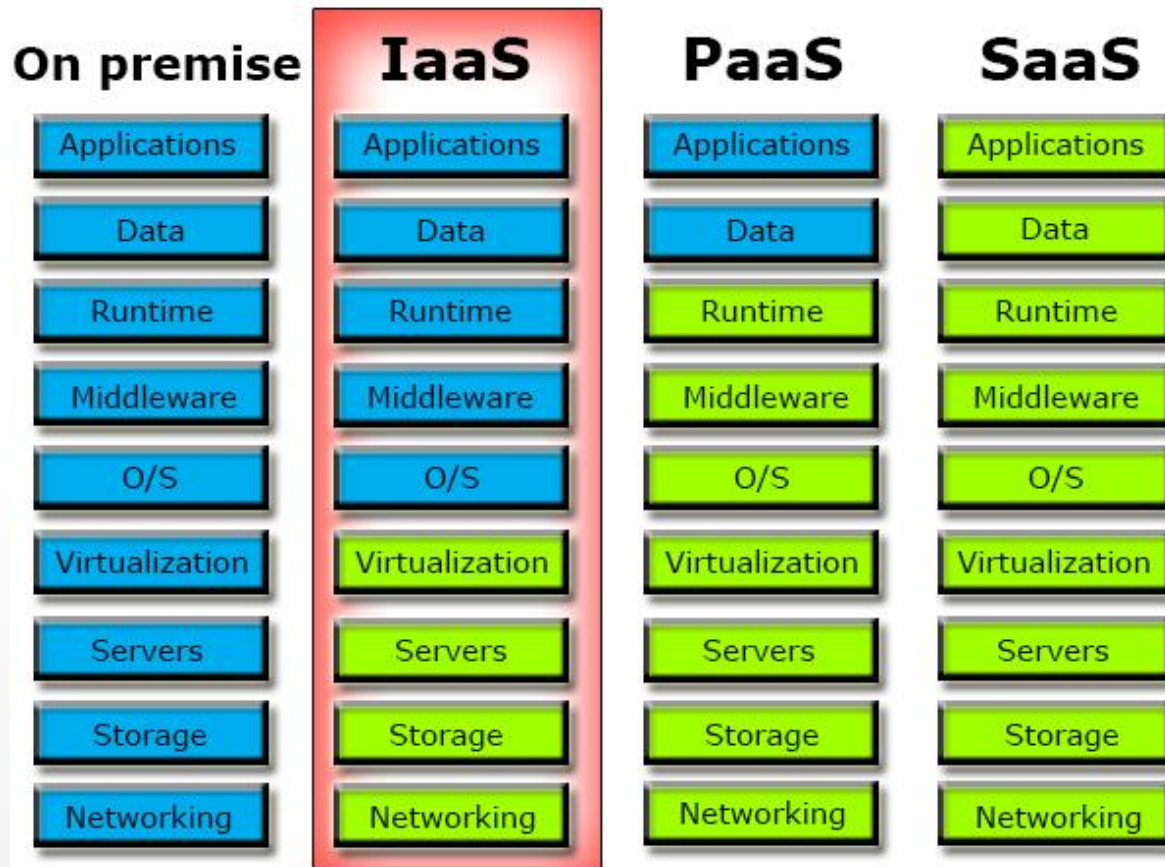 On premise
IaaS
PaaS
SaaS
Applications
Applications
Applications
Applications
Data
Data
Data
Data
Runtime
Runtime
Runtime
Runtime
Middleware
Middleware
Middleware
Middleware
O/S
O/S
O/S
O/S
Virtualization
Virtualization
Virtualization
Virtualization
Servers
Servers
Servers
Servers
Storage
Storage
Storage
Storage
Networking
Networking
Networking
Networking